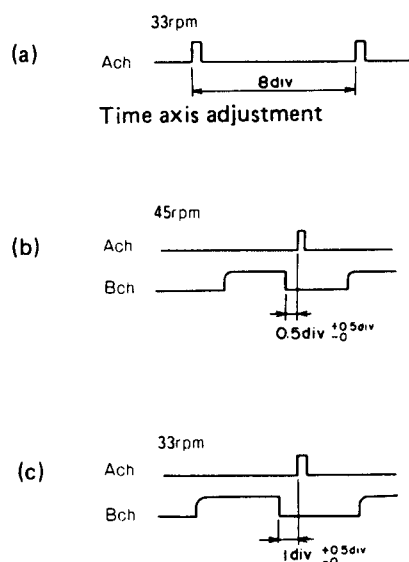 33rpm
(a)
Ach
8div
Time axis adjustment
45rpm
(b)
Ach
Bch
0.5div +0.5div -0
33rpm
(c)
Ach
Bch
1div +0.5div -0